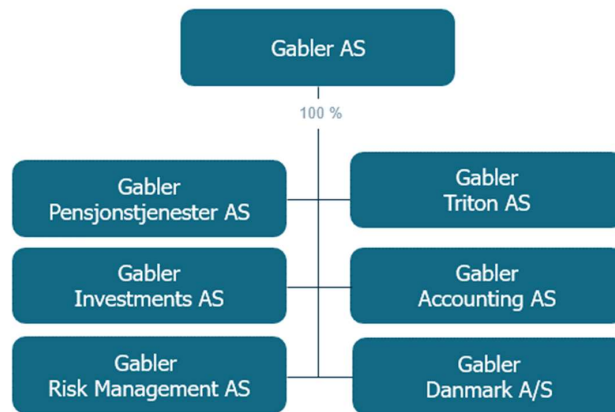 Gabler AS
100 %
Gabler
Pensjonstjenester AS
Gabler
Triton AS
Gabler
Investments AS
Gabler
Accounting AS
Gabler
Risk Management AS
Gabler
Danmark A/S